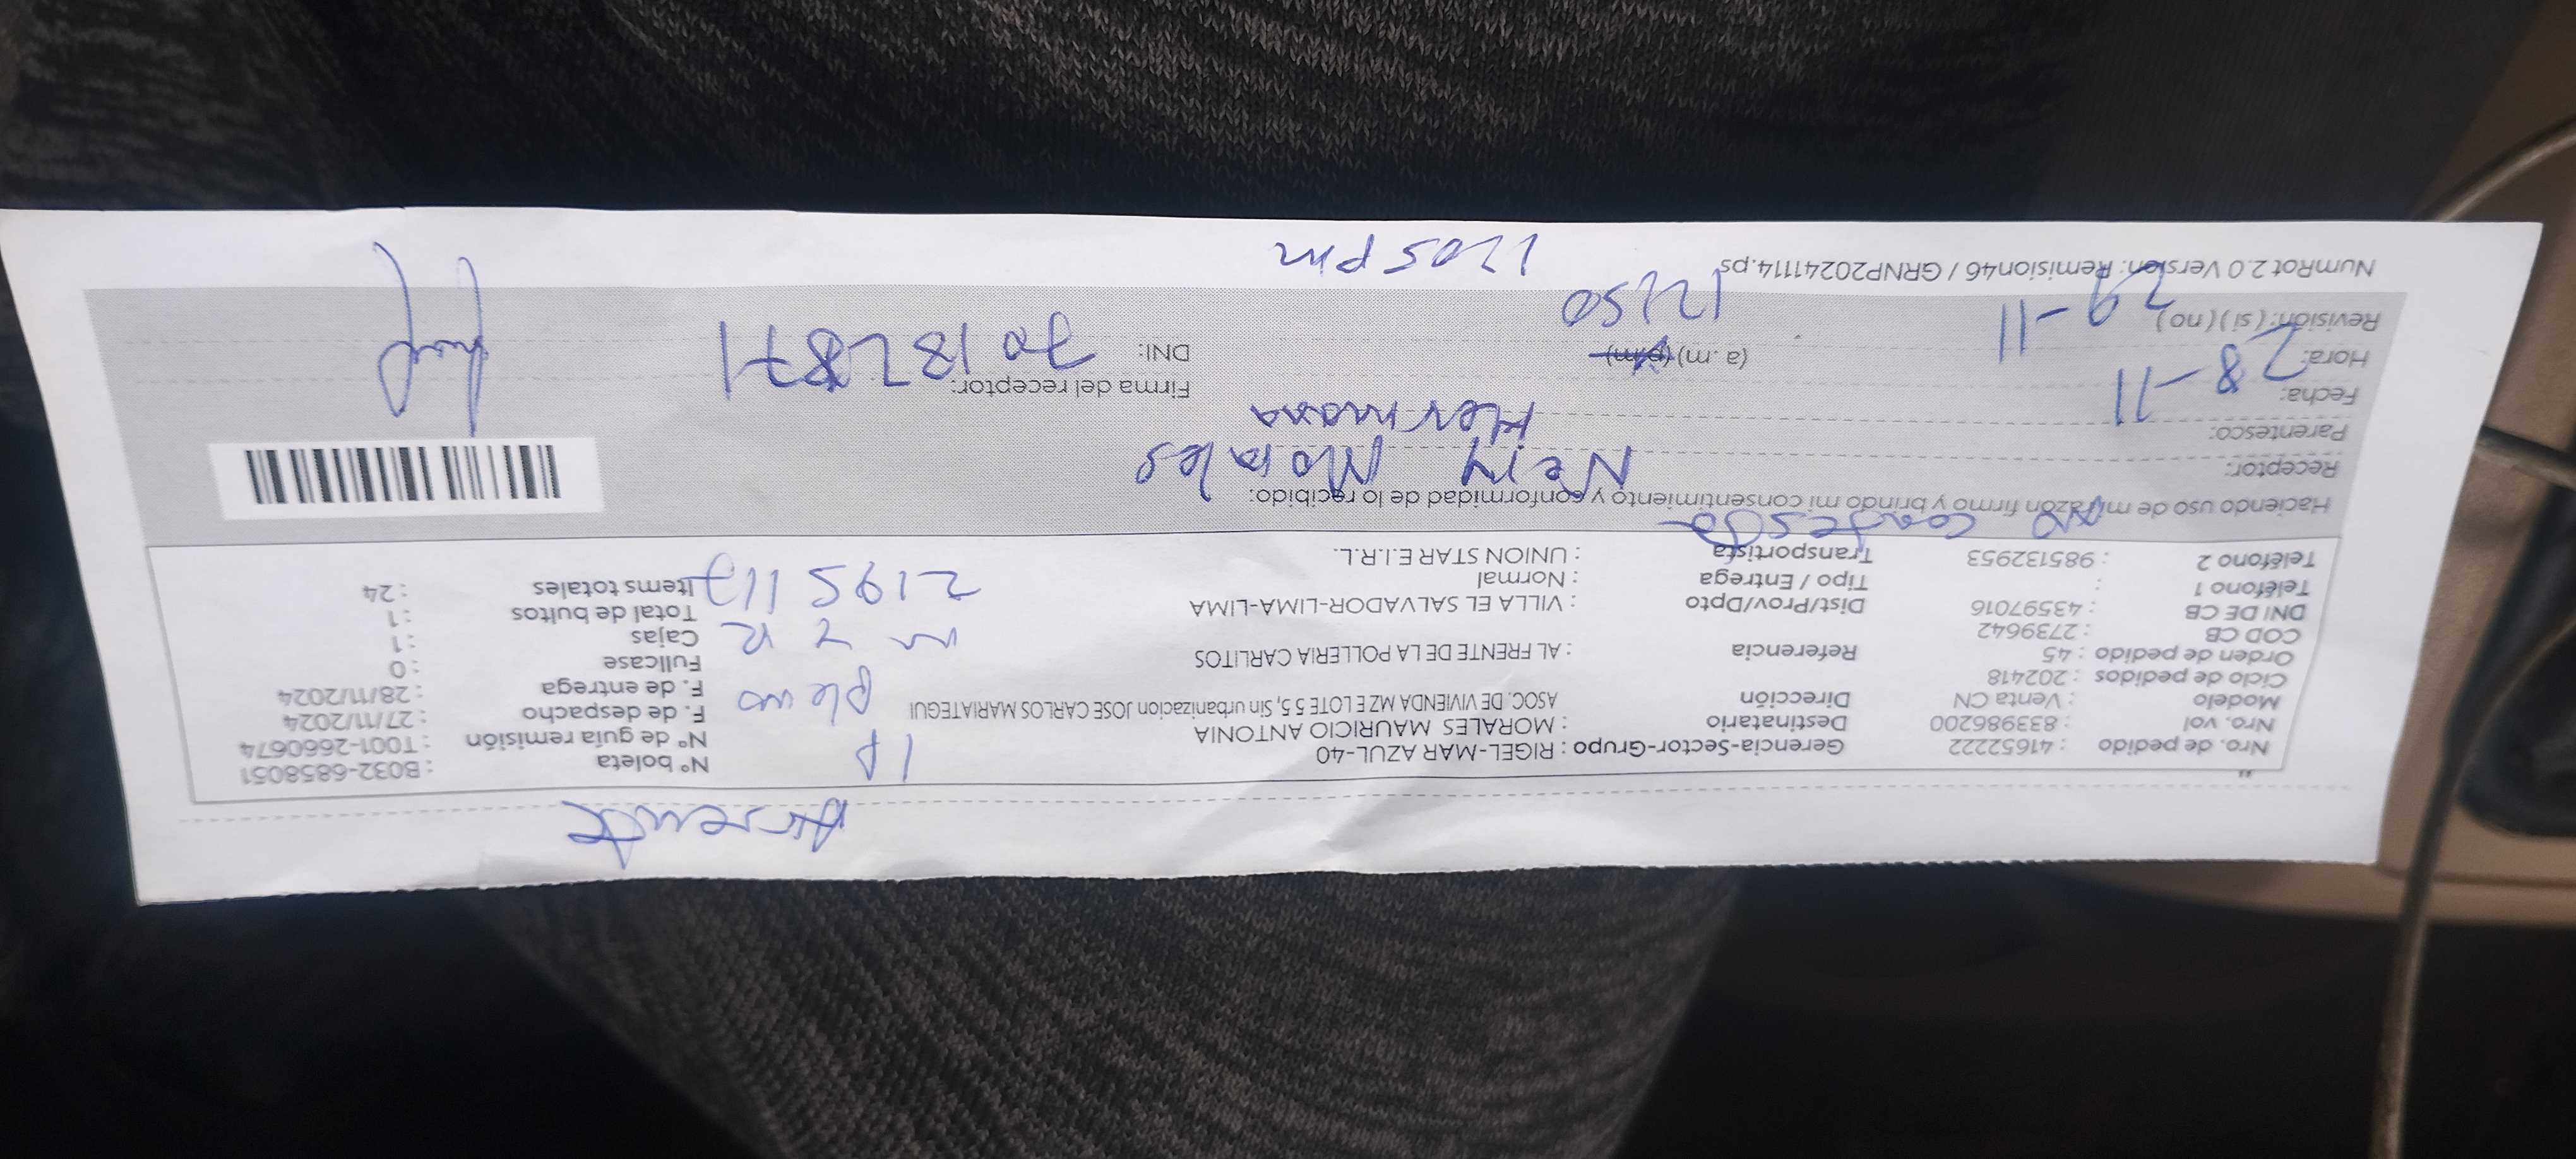 Ausente
Nro. de pedido : 41652222 Gerencia-Sector-Grupo : RIGEL-MAR AZUL-40 Nº boleta : B032-6858051
Nro. vol : 833986200 Destinatario : MORALES MAURICIO ANTONIA 1P Nº de guía remisión : T001-2660674
Modelo : Venta CN Dirección ASOC. DE VIVIENDA MZ E LOTE 5 5, Sin urbanizacion JOSE CARLOS MARIATEGUI F. de despacho : 27/11/2024
Ciclo de pedidos : 202418 plomo F. de entrega : 28/11/2024
Orden de pedido : 45 Referencia : AL FRENTE DE LA POLLERIA CARLITOS Fullcase : 0
COD CB : 2739642 Cajas : 1
DNI DE CB : 43597016 Dist/Prov/Dpto : VILLA EL SALVADOR-LIMA-LIMA Total de bultos : 1
Teléfono 1 : Tipo / Entrega : Normal 2195117 Items totales : 24
Teléfono 2 : 985132953 Transportista : UNION STAR E.I.R.L.
no contesta
Haciendo uso de mi razón firmo y brindo mi consentimiento y conformidad de lo recibido:
Receptor: Neiy Morales
Parentesco: Hermana
Fecha: 28-11 Firma del receptor:
Hora: (a.m) (p.m) DNI: 70182871
Revisión: ( si ) ( no ) 29-11 12:50
NumRot 2.0 Version: Remision46 / GRNP20241114.ps 1205 pm